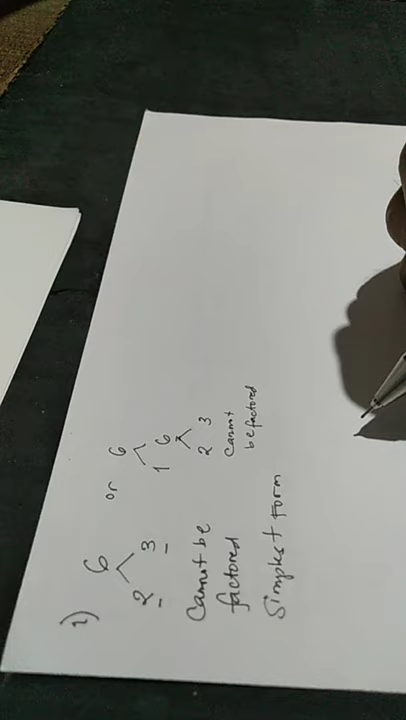 1)
6 or 6
2 3 1 6
2 3
Cannot be
factored
cannot
be factored
Simplest Form